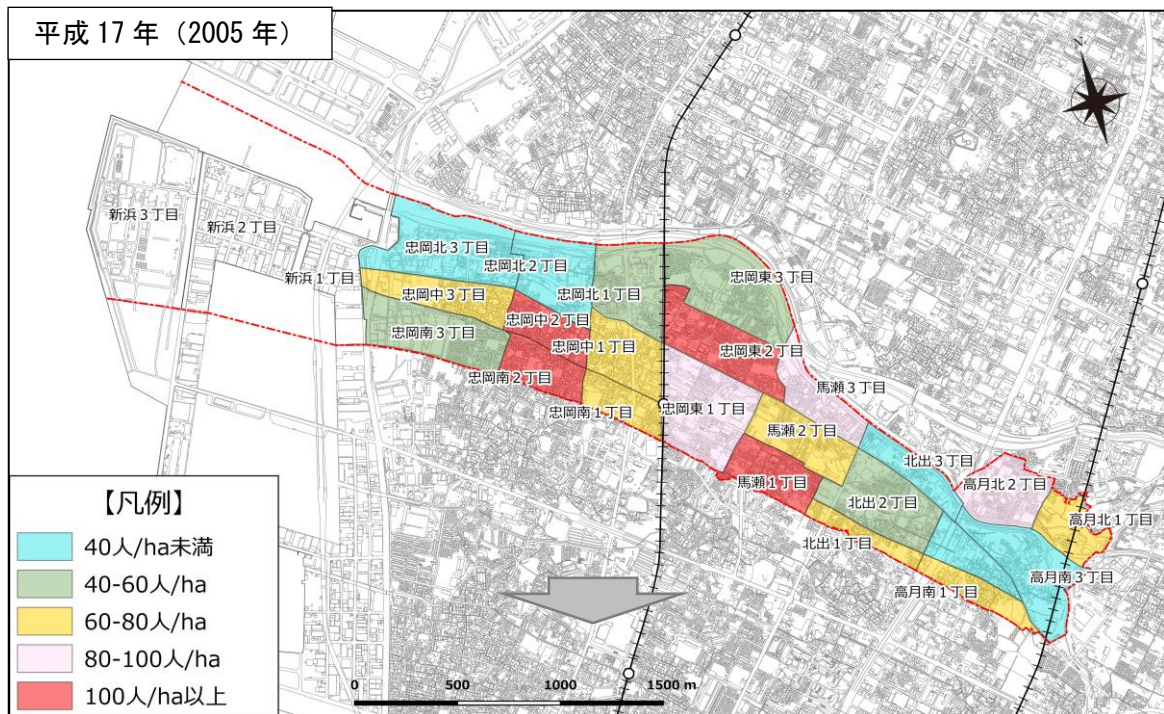 平成 17 年（2005 年）
N
新浜３丁目
新浜２丁目
新浜１丁目
忠岡北３丁目
忠岡北２丁目
忠岡北１丁目
忠岡東３丁目
忠岡中３丁目
忠岡中２丁目
忠岡中１丁目
忠岡南３丁目
忠岡南２丁目
忠岡南１丁目
忠岡東２丁目
忠岡東１丁目
馬瀬３丁目
馬瀬２丁目
馬瀬１丁目
北出３丁目
北出２丁目
北出１丁目
高月北２丁目
高月北１丁目
高月南３丁目
高月南１丁目
【凡例】
40人/ha未満
40-60人/ha
60-80人/ha
80-100人/ha
100人/ha以上
0 500 1000 1500 m